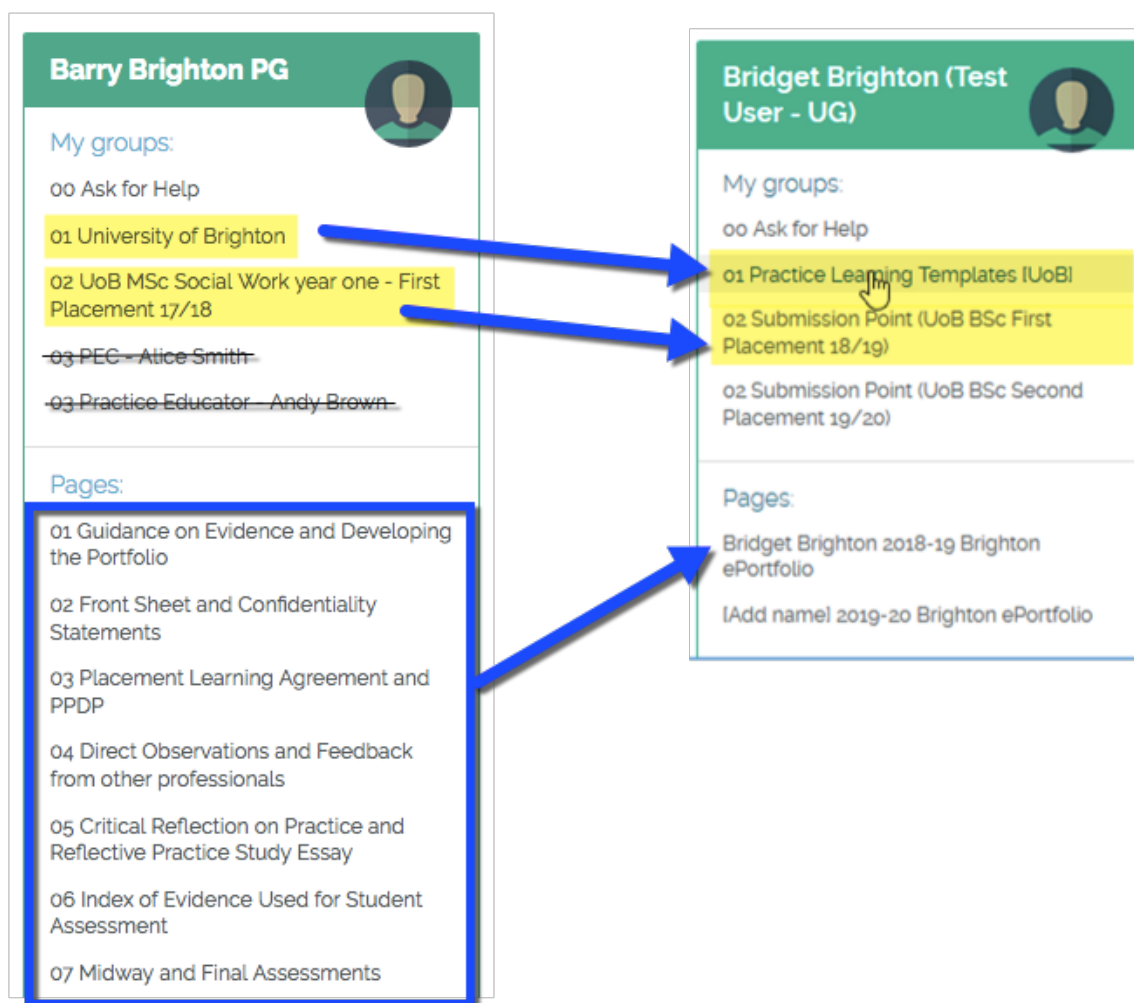 Barry Brighton PG
My groups:
00 Ask for Help
01 University of Brighton
02 UoB MSc Social Work year one - First
Placement 17/18
03 PEC - Alice Smith
03 Practice Educator - Andy Brown
Pages:
01 Guidance on Evidence and Developing
the Portfolio
02 Front Sheet and Confidentiality
Statements
03 Placement Learning Agreement and
PPDP
04 Direct Observations and Feedback
from other professionals
05 Critical Reflection on Practice and
Reflective Practice Study Essay
06 Index of Evidence Used for Student
Assessment
07 Midway and Final Assessments
Bridget Brighton (Test
User - UG)
My groups:
00 Ask for Help
01 Practice Learning Templates [UoB]
02 Submission Point (UoB BSc First
Placement 18/19)
02 Submission Point (UoB BSc Second
Placement 19/20)
Pages:
Bridget Brighton 2018-19 Brighton
ePortfolio
[Add name] 2019-20 Brighton ePortfolio